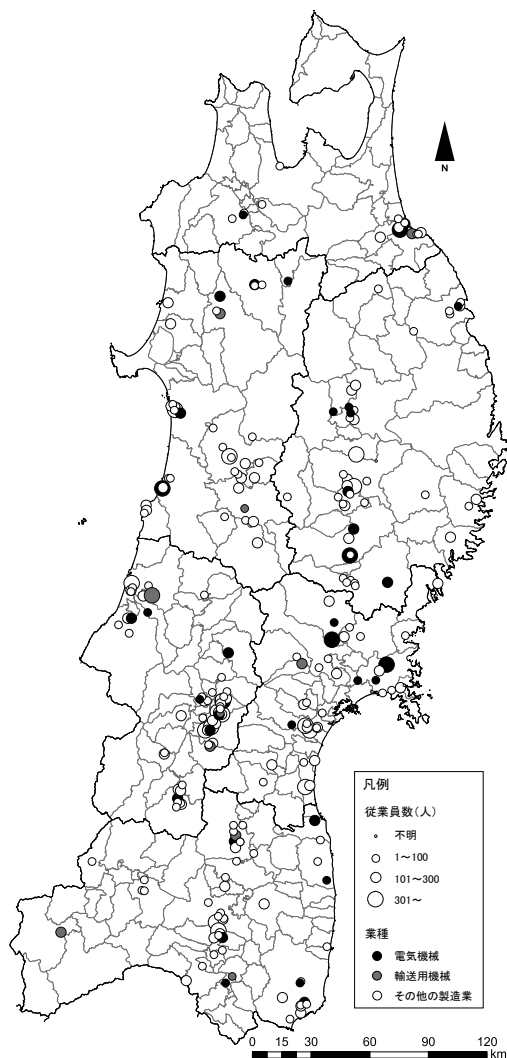 N
凡例
従業員数(人)
不明
1～100
101～300
301～
業種
電気機械
輸送用機械
その他の製造業
0 15 30 60 90 120
km